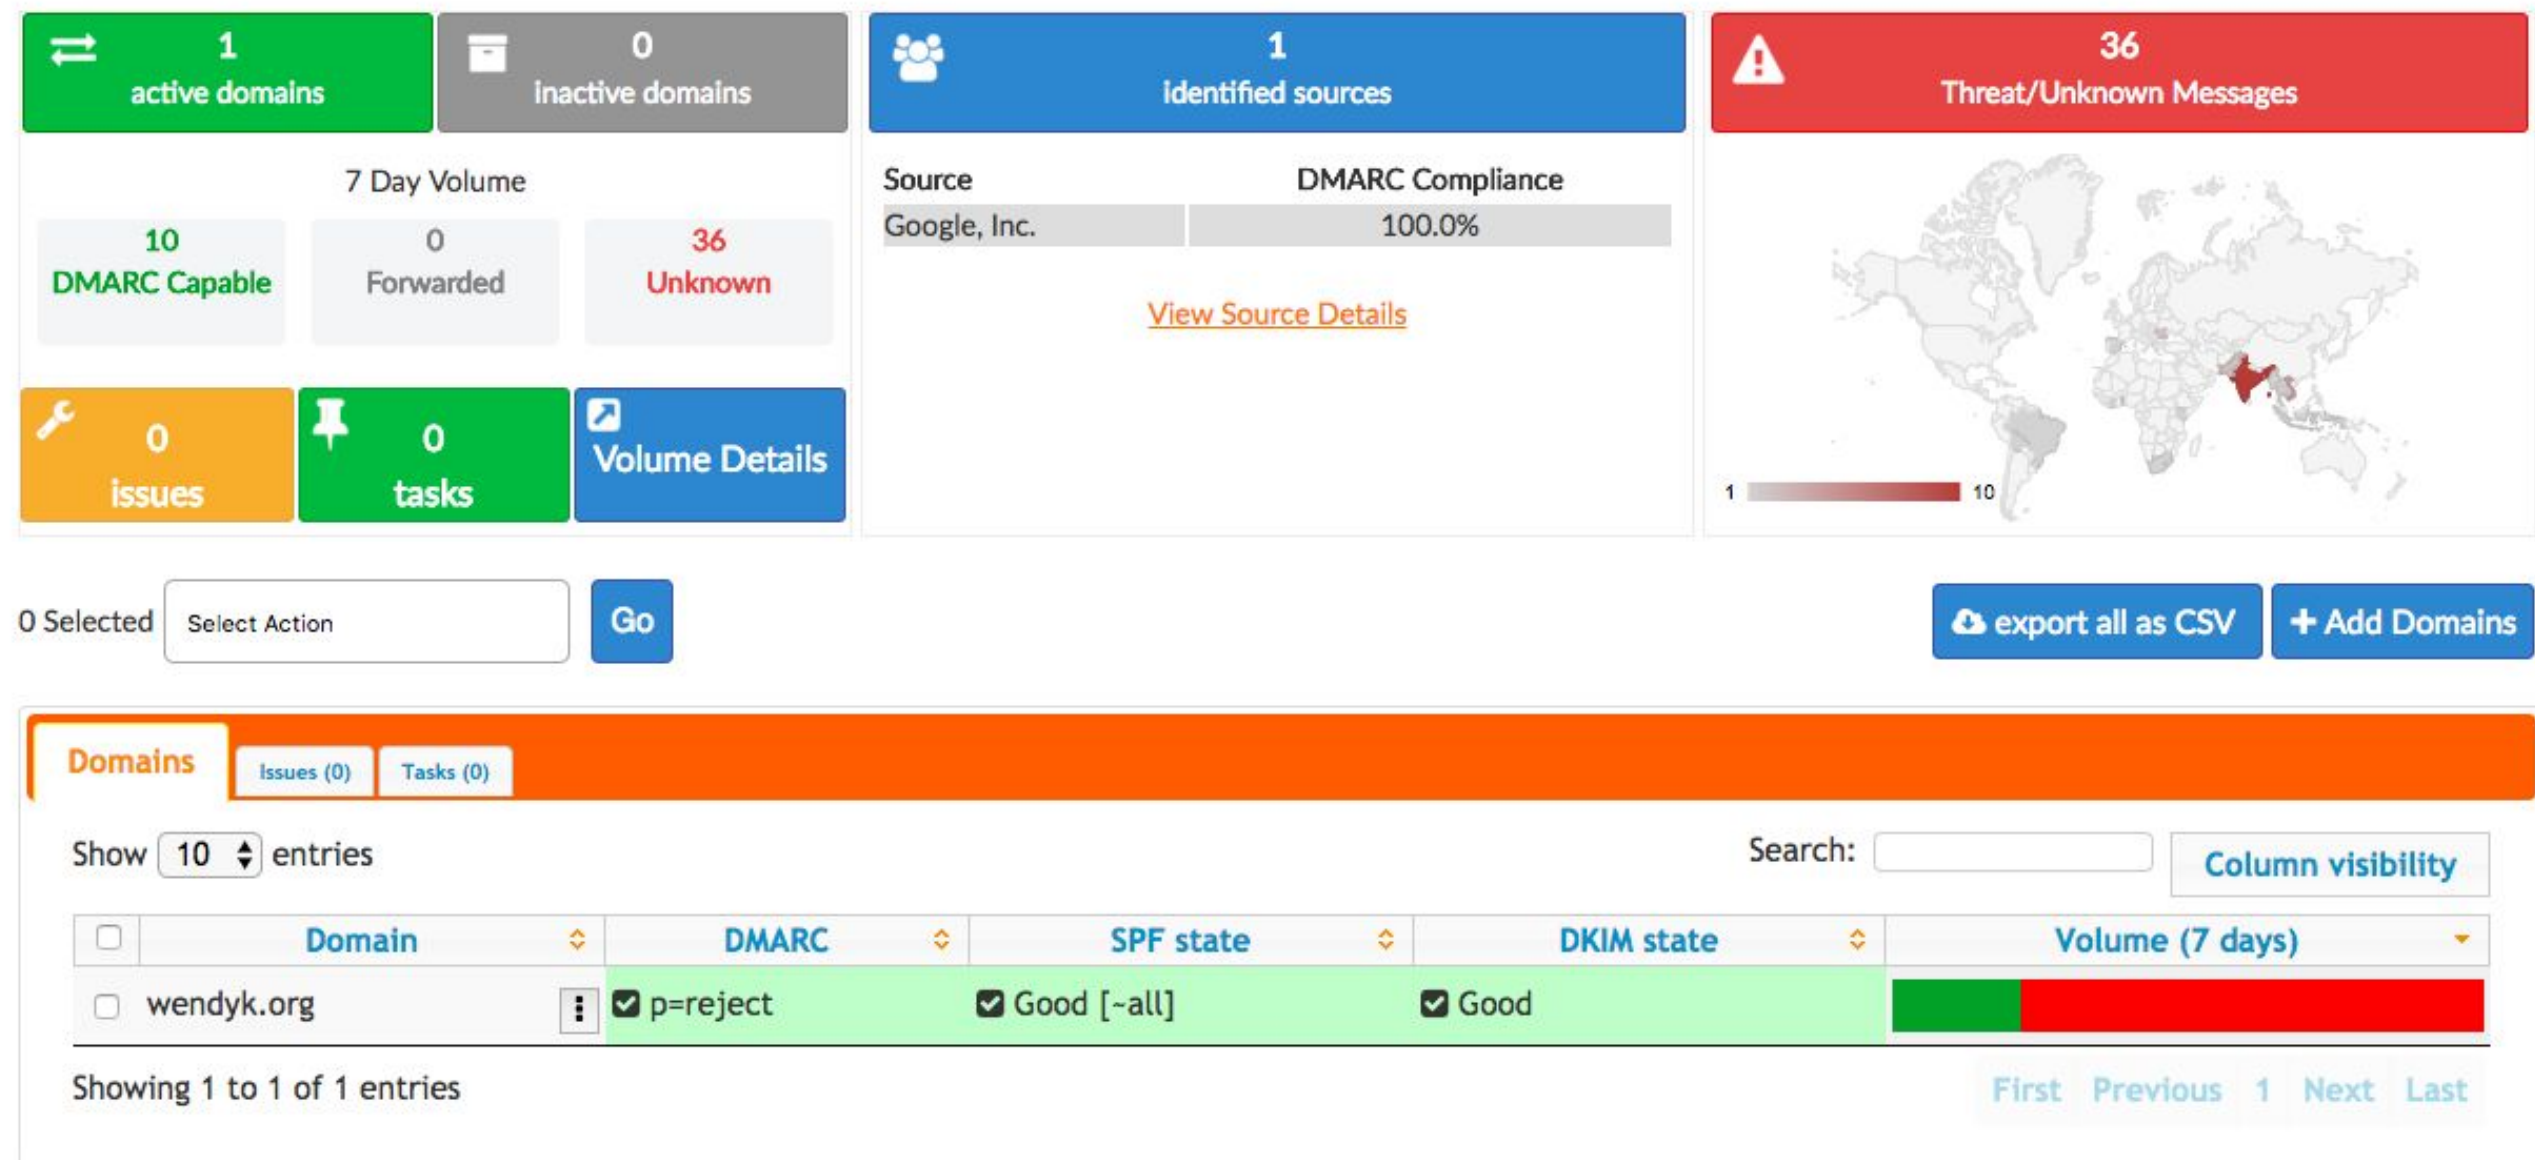 1
active domains
0
inactive domains
1
identified sources
36
Threat/Unknown Messages
7 Day Volume
10
DMARC Capable
0
Forwarded
36
Unknown
Source DMARC Compliance
Google, Inc. 100.0%
View Source Details
0
issues
0
tasks
Volume Details
1 10
0 Selected Select Action Go export all as CSV + Add Domains
Domains Issues (0) Tasks (0)
Show 10 entries Search: Column visibility
Domain DMARC SPF state DKIM state Volume (7 days)
wendyk.org p=reject Good [~all] Good
Showing 1 to 1 of 1 entries First Previous 1 Next Last